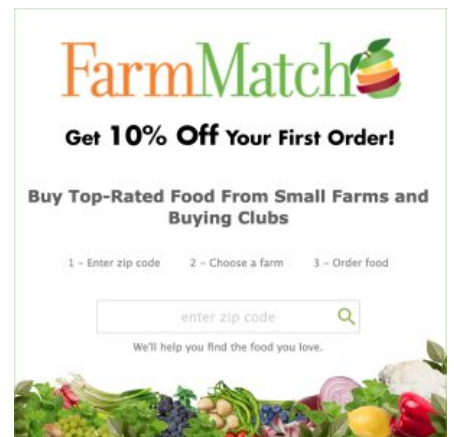 FarmMatch
Get 10% Off Your First Order!
Buy Top-Rated Food From Small Farms and
Buying Clubs
1 – Enter zip code 2 – Choose a farm 3 – Order food
enter zip code
We'll help you find the food you love.